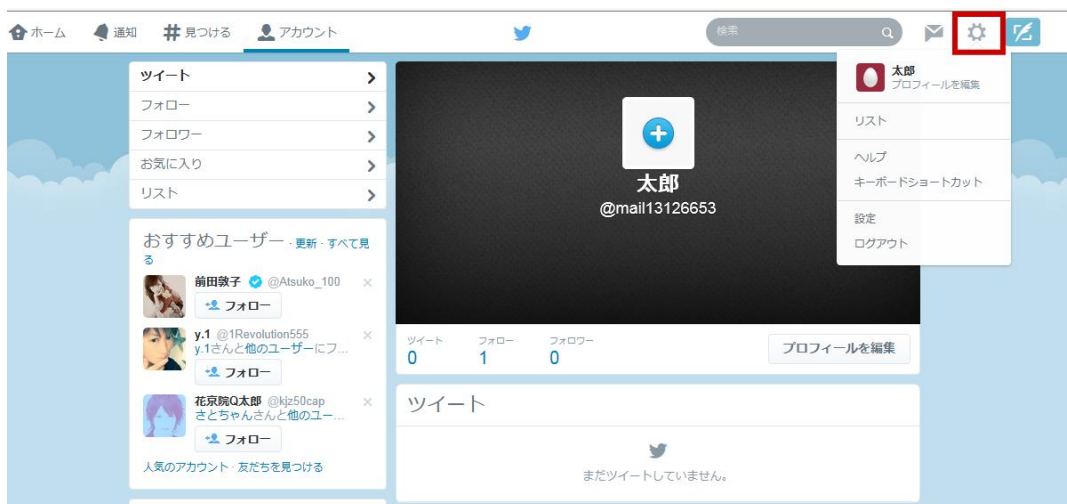 ホーム
通知
見つける
アカウント
検索
ツイート
フォロー
フォロワー
お気に入り
リスト
おすすめユーザー · 更新 · すべて見
る
前田敦子 @Atsuko_100
フォロー
y.1 @1Revolution555
y.1さんと他のユーザーにフ...
フォロー
花京院Q太郎 @kjz50cap
さとちゃんさんと他のユー...
フォロー
人気のアカウント · 友だちを見つける
太郎
@mail13126653
ツイート フォロー フォロワー
0 1 0
プロフィールを編集
ツイート
まだツイートしていません。
太郎
プロフィールを編集
リスト
ヘルプ
キーボードショートカット
設定
ログアウト